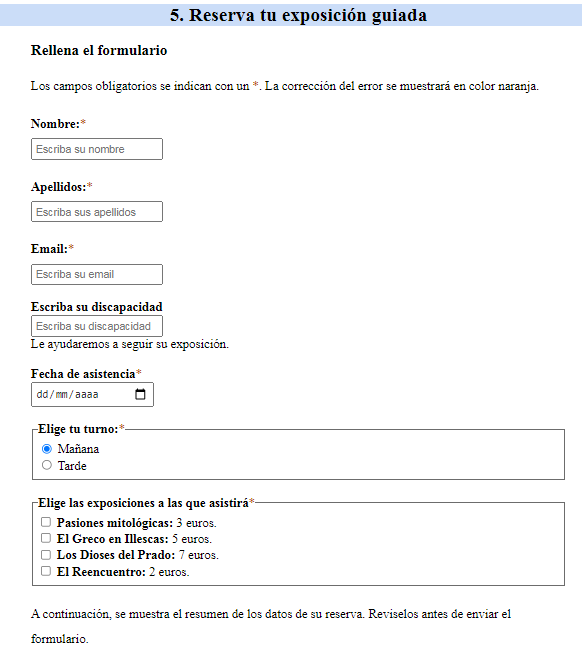 5. Reserva tu exposición guiada
Rellena el formulario
Los campos obligatorios se indican con un *. La corrección del error se mostrará en color naranja.
Nombre:*
Escriba su nombre
Apellidos:*
Escriba sus apellidos
Email:*
Escriba su email
Escriba su discapacidad
Escriba su discapacidad
Le ayudaremos a seguir su exposición.
Fecha de asistencia*
dd/mm/aaaa
Elige tu turno:*
Mañana
Tarde
Elige las exposiciones a las que asistirá*
Pasiones mitológicas: 3 euros.
El Greco en Illescas: 5 euros.
Los Dioses del Prado: 7 euros.
El Reencuentro: 2 euros.
A continuación, se muestra el resumen de los datos de su reserva. Reviselos antes de enviar el
formulario.